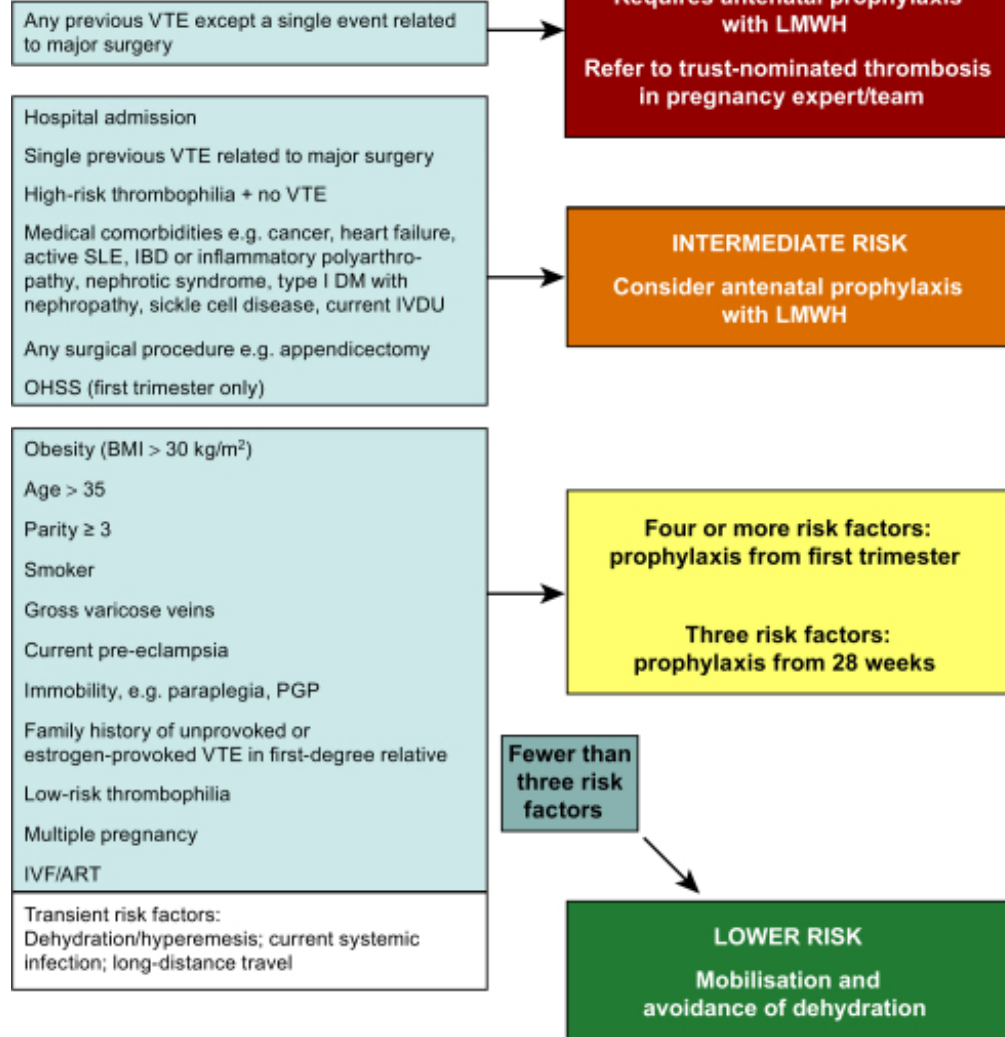 Any previous VTE except a single event related
to major surgery
Requires antenatal prophylaxis
with LMWH
Refer to trust-nominated thrombosis
in pregnancy expert/team
Hospital admission
Single previous VTE related to major surgery
High-risk thrombophilia + no VTE
Medical comorbidities e.g. cancer, heart failure,
active SLE, IBD or inflammatory polyarthro-
pathy, nephrotic syndrome, type I DM with
nephropathy, sickle cell disease, current IVDU
Any surgical procedure e.g. appendicectomy
OHSS (first trimester only)
INTERMEDIATE RISK
Consider antenatal prophylaxis
with LMWH
Obesity (BMI > 30 kg/m²)
Age > 35
Parity ≥ 3
Smoker
Gross varicose veins
Current pre-eclampsia
Immobility, e.g. paraplegia, PGP
Family history of unprovoked or
estrogen-provoked VTE in first-degree relative
Low-risk thrombophilia
Multiple pregnancy
IVF/ART
Transient risk factors:
Dehydration/hyperemesis; current systemic
infection; long-distance travel
Four or more risk factors:
prophylaxis from first trimester
Three risk factors:
prophylaxis from 28 weeks
Fewer than
three risk
factors
LOWER RISK
Mobilisation and
avoidance of dehydration